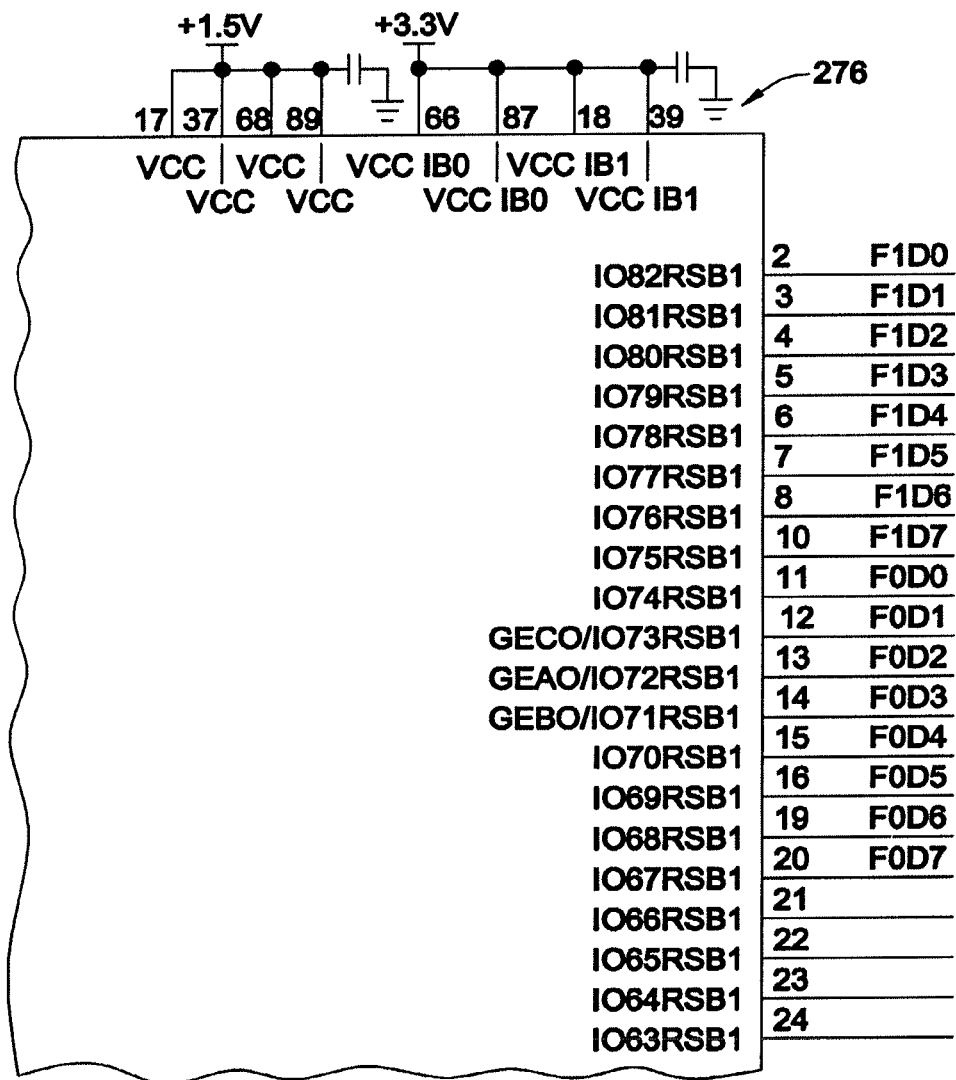 +1.5V +3.3V
276
17 37 68 89 66 87 18 39
VCC VCC VCC IB0 VCC IB1
VCC VCC VCC IB0 VCC IB1
2 F1D0
IO82RSB1
3 F1D1
IO81RSB1
4 F1D2
IO80RSB1
5 F1D3
IO79RSB1
6 F1D4
IO78RSB1
7 F1D5
IO77RSB1
8 F1D6
IO76RSB1
10 F1D7
IO75RSB1
11 F0D0
IO74RSB1
12 F0D1
GECO/IO73RSB1
13 F0D2
GEAO/IO72RSB1
14 F0D3
GEBO/IO71RSB1
15 F0D4
IO70RSB1
16 F0D5
IO69RSB1
19 F0D6
IO68RSB1
20 F0D7
IO67RSB1
21
IO66RSB1
22
IO65RSB1
23
IO64RSB1
24
IO63RSB1